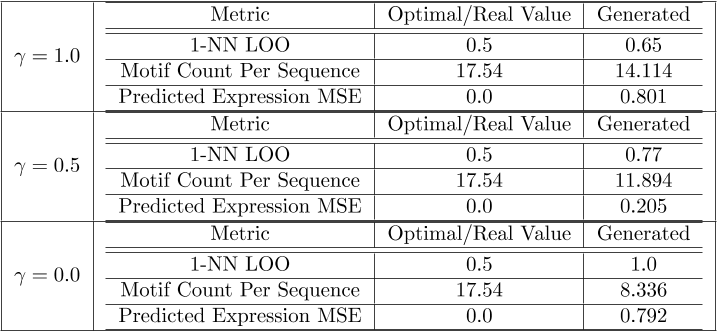 Metric Optimal/Real Value Generated
1-NN LOO 0.5 0.65
γ = 1.0
Motif Count Per Sequence 17.54 14.114
Predicted Expression MSE 0.0 0.801
Metric Optimal/Real Value Generated
1-NN LOO 0.5 0.77
γ = 0.5
Motif Count Per Sequence 17.54 11.894
Predicted Expression MSE 0.0 0.205
Metric Optimal/Real Value Generated
1-NN LOO 0.5 1.0
γ = 0.0
Motif Count Per Sequence 17.54 8.336
Predicted Expression MSE 0.0 0.792